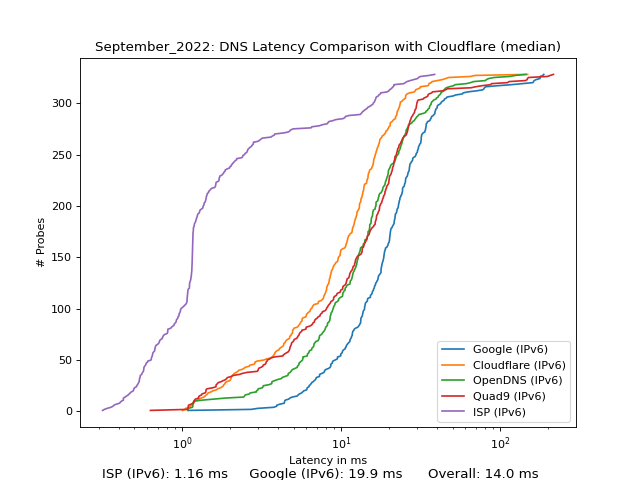 September_2022: DNS Latency Comparison with Cloudflare (median)
300
250
200
150
100
50
0
# Probes
10⁰
10¹
10²
Latency in ms
Google (IPv6)
Cloudflare (IPv6)
OpenDNS (IPv6)
Quad9 (IPv6)
ISP (IPv6)
ISP (IPv6): 1.16 ms Google (IPv6): 19.9 ms Overall: 14.0 ms